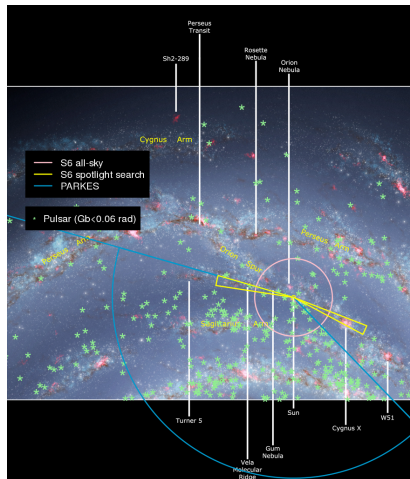 Perseus
Transit
Sh2-289
Rosette
Nebula
Orion
Nebula
Cygnus Arm
S6 all-sky
S6 spotlight search
PARKES
Pulsar (Gb<0.06 rad)
Perseus Arm
Orion Spur
Perseus Arm
Sagittarius Arm
Turner 5
Vela
Molecular
Ridge
Gum
Nebula
Sun
Cygnus X
W51